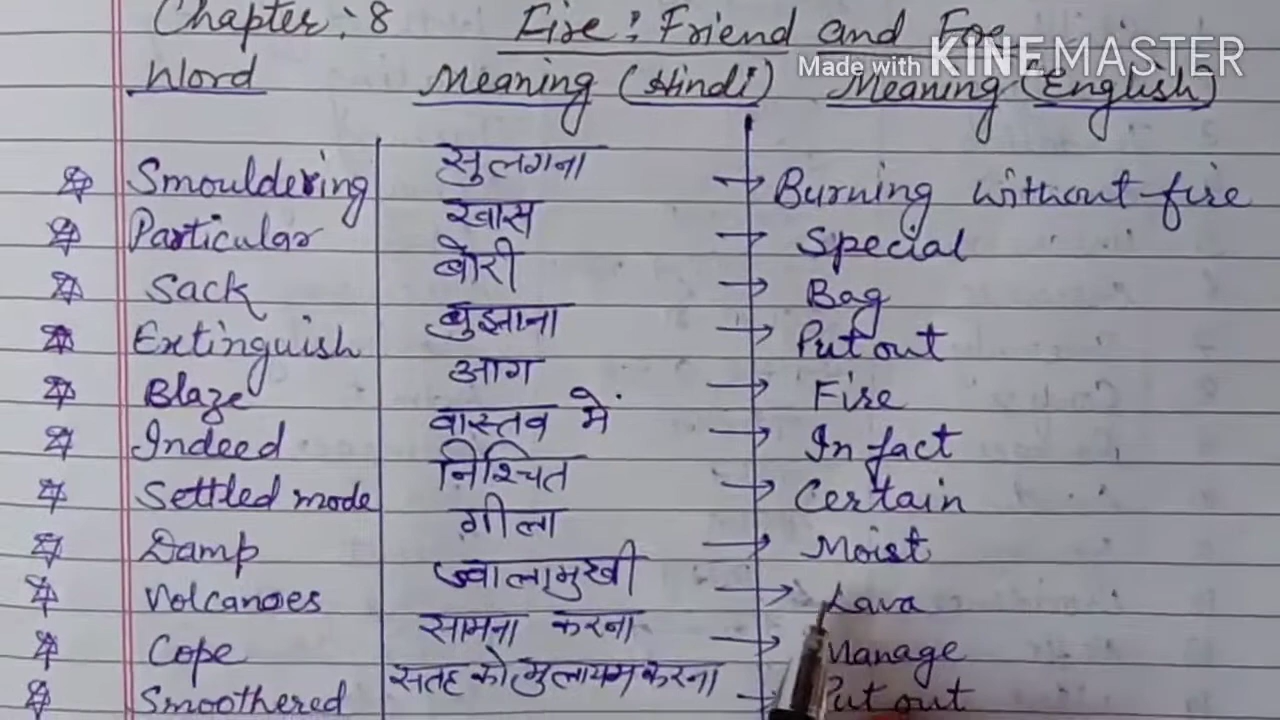 Chapter :- 8 Fire : Friend and Foe
Made with KINEMASTER
Word Meaning (Hindi) Meaning (English)
Smouldering सुलगना → Burning without fire
Particular खास → Special
Sack बोरी → Bag
Extinguish बुझाना → Put out
Blaze आग → Fire
Indeed वास्तव में → In fact
Settled mode निश्चित → Certain
Damp गीला → Moist
Volcanoes ज्वालामुखी → Lava
Cope सामना करना → Manage
Smoothered सतह को मुलायम करना → Put out